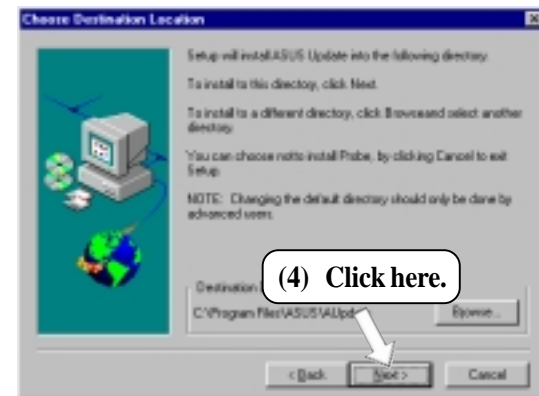 Choose Destination Location
Setup will install ASUS Update into the following directory.
To install to this directory, click Next.
To install to a different directory, click Browse and select another
directory.
You can choose not to install Probe, by clicking Cancel to exit
Setup.
NOTE: Changing the default directory should only be done by
advanced users.
(4) Click here.
Destination
C:\Program Files\ASUS\AUpd
Browse...
< Back
Next >
Cancel